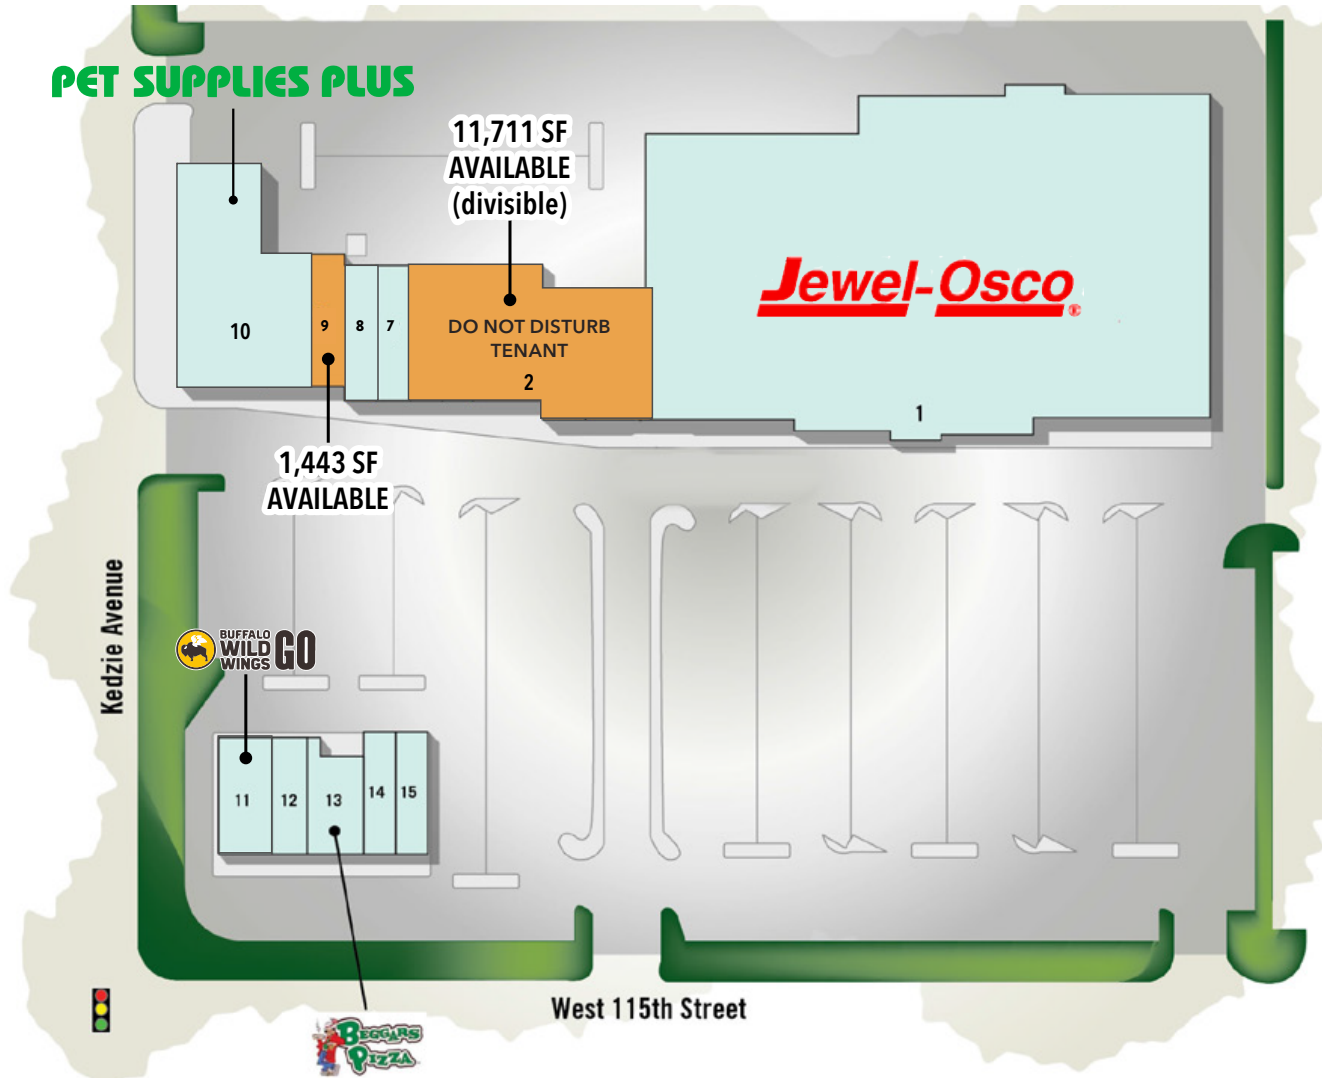 PET SUPPLIES PLUS
11,711 SF
AVAILABLE
(divisible)
Jewel-Osco®
10
9
8
7
DO NOT DISTURB
TENANT
2
1
1,443 SF
AVAILABLE
Kedzie Avenue
BUFFALO
WILD
WINGS
GO
11
12
13
14
15
West 115th Street
BEGGARS
PIZZA